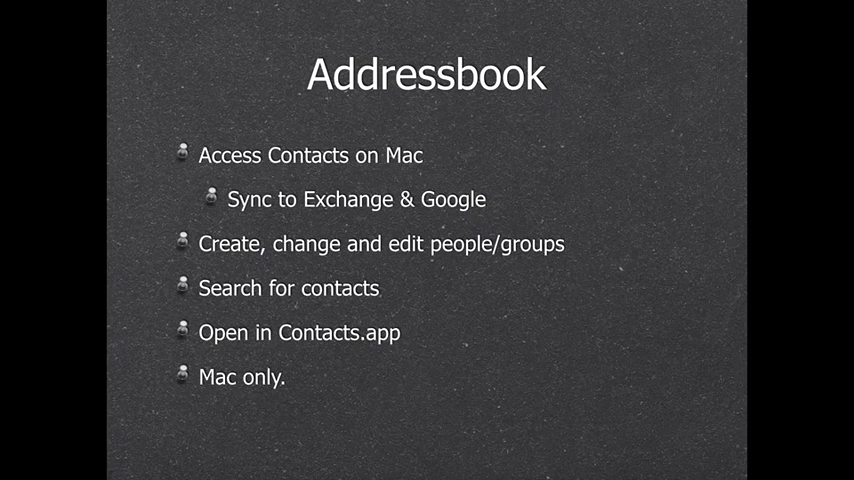 Addressbook
Access Contacts on Mac
Sync to Exchange & Google
Create, change and edit people/groups
Search for contacts
Open in Contacts.app
Mac only.